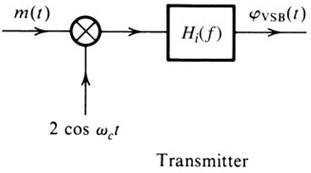 m(t)
H_i(f)
φ_VSB(t)
2 cos ω_c t
Transmitter